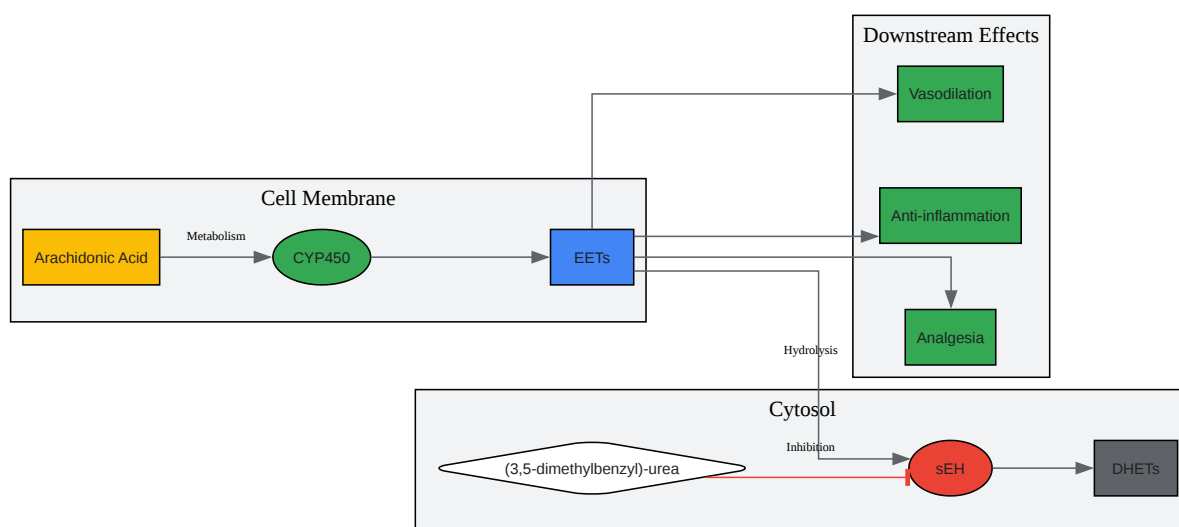 Downstream Effects
Vasodilation
Cell Membrane
Anti-inflammation
Metabolism
Arachidonic Acid
CYP450
EETs
Analgesia
Hydrolysis
Cytosol
Inhibition
(3,5-dimethylbenzyl)-urea
sEH
DHETs